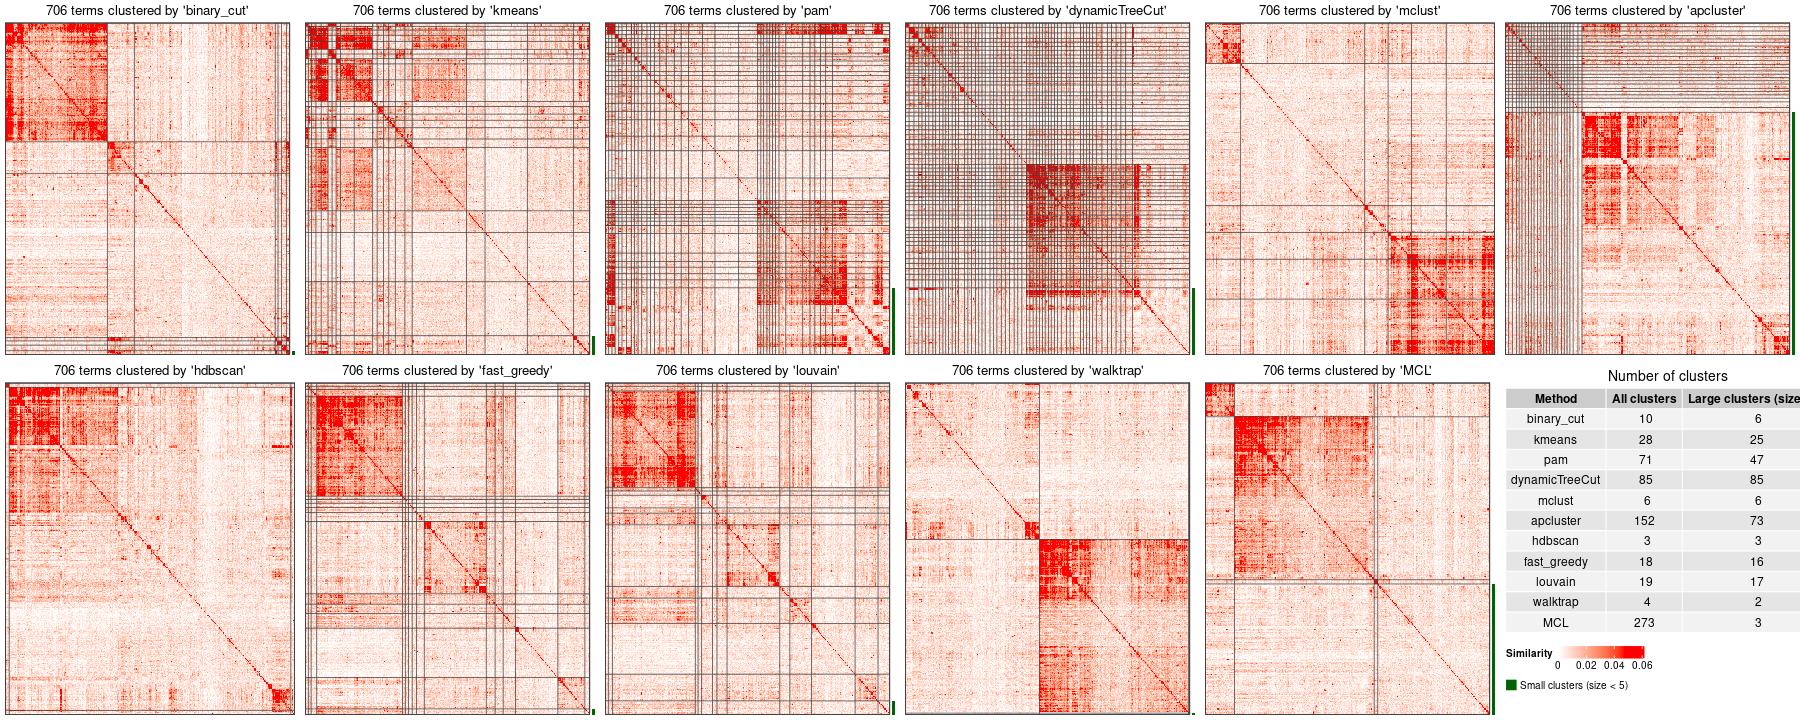 706 terms clustered by 'binary_cut'
706 terms clustered by 'kmeans'
706 terms clustered by 'pam'
706 terms clustered by 'dynamicTreeCut'
706 terms clustered by 'mclust'
706 terms clustered by 'apcluster'
706 terms clustered by 'hdbscan'
706 terms clustered by 'fast_greedy'
706 terms clustered by 'louvain'
706 terms clustered by 'walktrap'
706 terms clustered by 'MCL'
Number of clusters
Method All clusters Large clusters (size
binary_cut 10 6
kmeans 28 25
pam 71 47
dynamicTreeCut 85 85
mclust 6 6
apcluster 152 73
hdbscan 3 3
fast_greedy 18 16
louvain 19 17
walktrap 4 2
MCL 273 3
Similarity
0 0.02 0.04 0.06
Small clusters (size < 5)